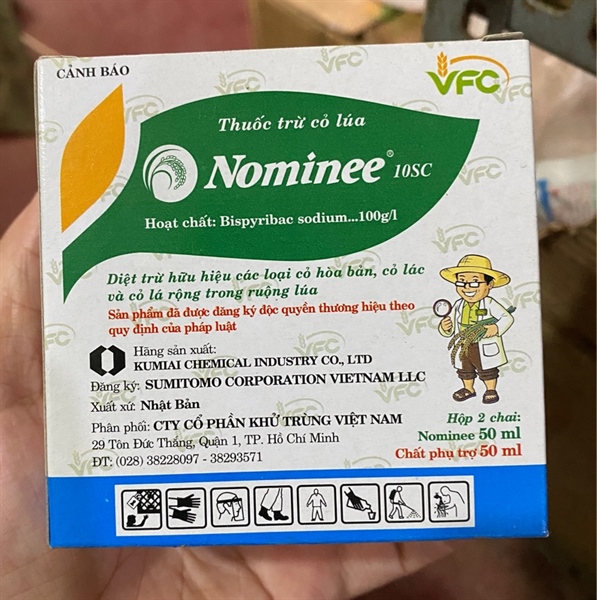 CẢNH BÁO
VFC
Thuốc trừ cỏ lúa
Nominee® 10SC
Hoạt chất: Bispyribac sodium...100g/l
Diệt trừ hữu hiệu các loại cỏ hòa bản, cỏ lác
và cỏ lá rộng trong ruộng lúa
Sản phẩm đã được đăng ký độc quyền thương hiệu theo
quy định của pháp luật
Hãng sản xuất:
KUMIAI CHEMICAL INDUSTRY CO., LTD
Đăng ký: SUMITOMO CORPORATION VIETNAM LLC
Xuất xứ: Nhật Bản
Phân phối: CTY CỔ PHẦN KHỬ TRÙNG VIỆT NAM
29 Tôn Đức Thắng, Quận 1, TP. Hồ Chí Minh
ĐT: (028) 38228097 - 38293571
Hộp 2 chai:
Nominee 50 ml
Chất phụ trợ 50 ml